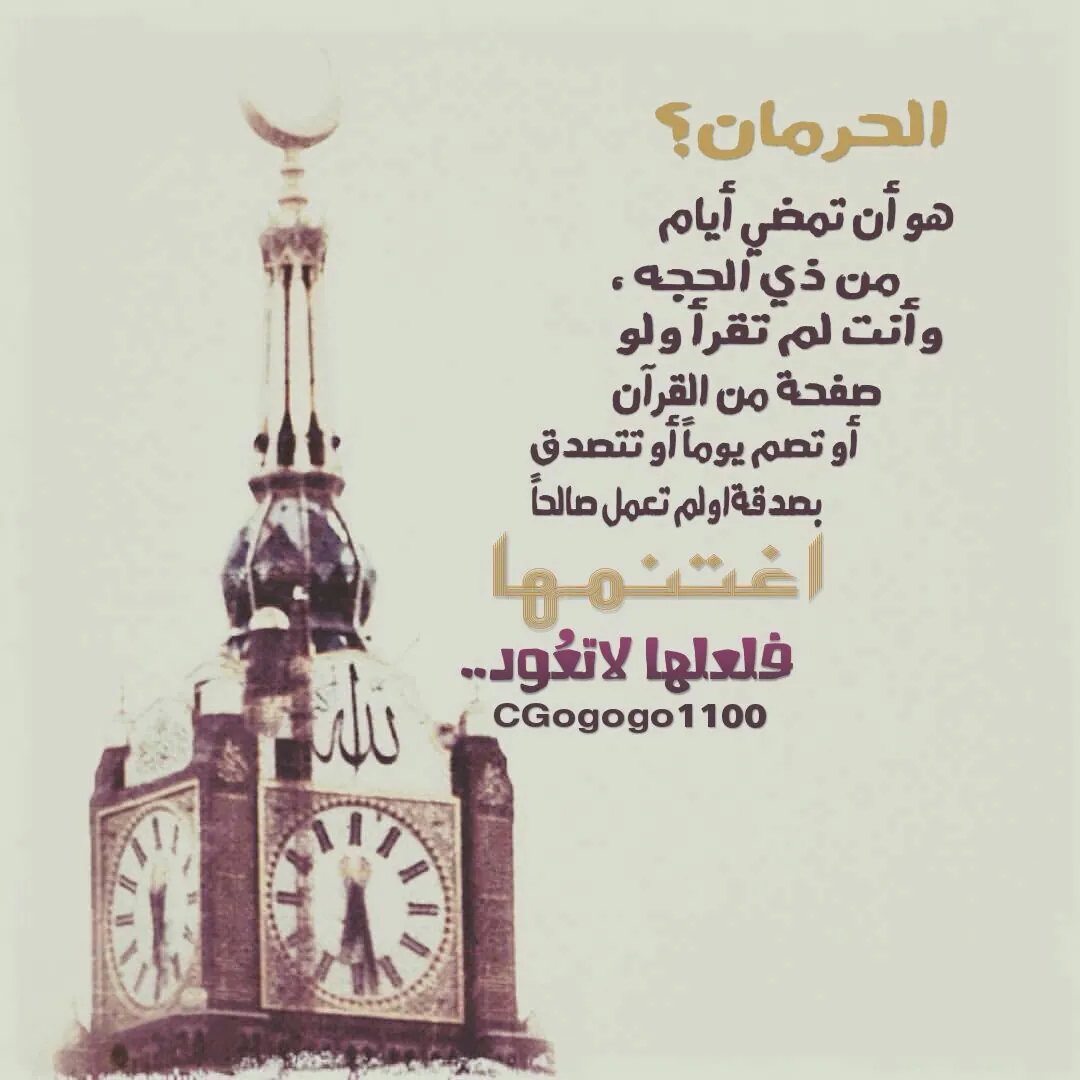 الحرمان؟
هو أن تمضي أيام
من ذي الحجه ،
وأنت لم تقرأ ولو
صفحة من القرآن
أو تصم يوماً أو تتصدق
بصدقة اولم تعمل صالحاً
اغتنمها
فلعلها لاتعُود..
CGogogo1100
الله